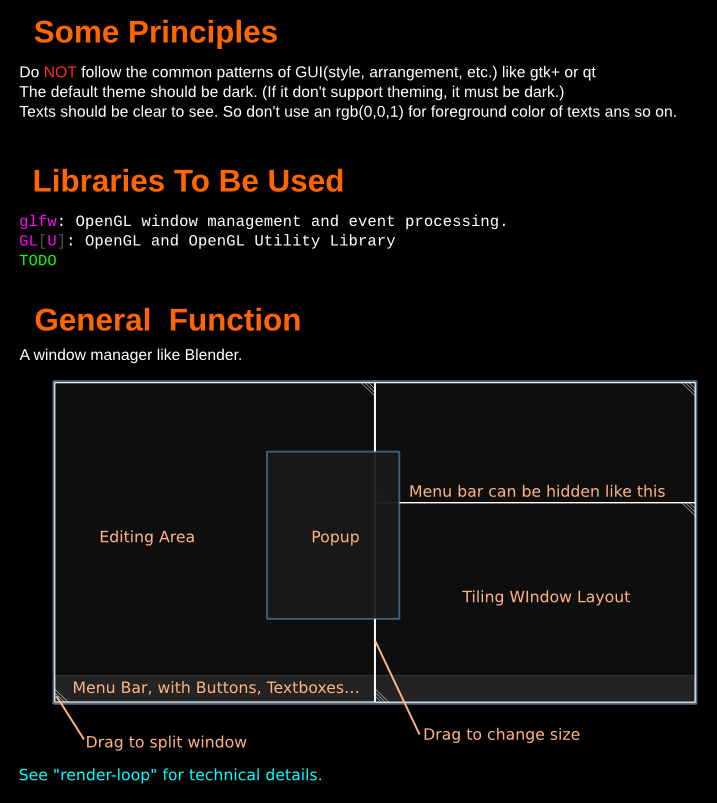 Some Principles
Do NOT follow the common patterns of GUI(style, arrangement, etc.) like gtk+ or qt
The default theme should be dark. (If it don't support theming, it must be dark.)
Texts should be clear to see. So don't use an rgb(0,0,1) for foreground color of texts ans so on.
Libraries To Be Used
glfw: OpenGL window management and event processing.
GL[U]: OpenGL and OpenGL Utility Library
TODO
General  Function
A window manager like Blender.
Menu bar can be hidden like this
Editing Area
Popup
Tiling WIndow Layout
Menu Bar, with Buttons, Textboxes...
Drag to change size
Drag to split window
See "render-loop" for technical details.